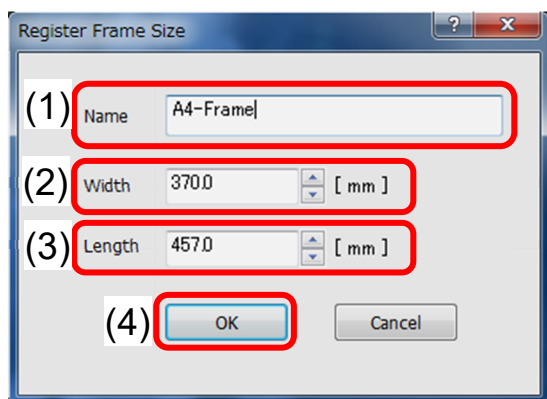 Register Frame Size ? X
(1) Name A4-Frame
(2) Width 370.0 [ mm ]
(3) Length 457.0 [ mm ]
(4) OK Cancel